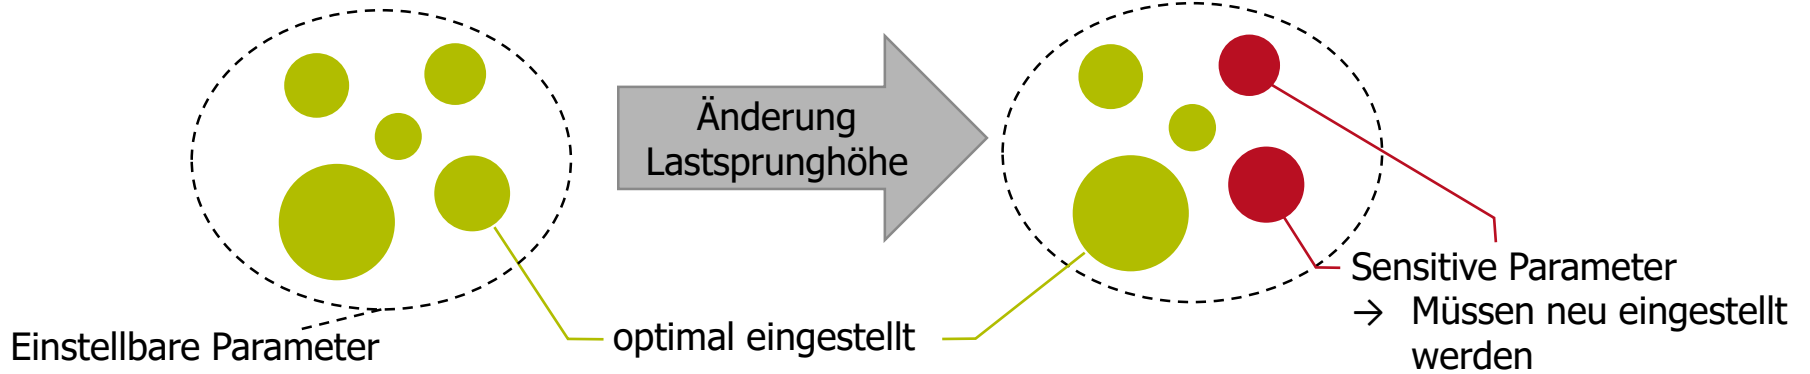 Änderung
Lastsprunghöhe
Einstellbare Parameter
optimal eingestellt
Sensitive Parameter
→ Müssen neu eingestellt
werden